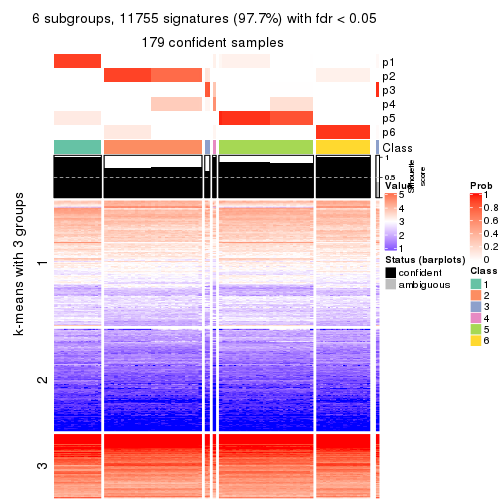 6 subgroups, 11755 signatures (97.7%) with fdr < 0.05
179 confident samples
p1
p2
p3
p4
p5
p6
Class
1
0.5
Silhouette
score
k-means with 3 groups
1
2
3
Value
5
4
3
2
1
Status (barplots)
confident
ambiguous
Prob
1
0.8
0.6
0.4
0.2
0
Class
1
2
3
4
5
6